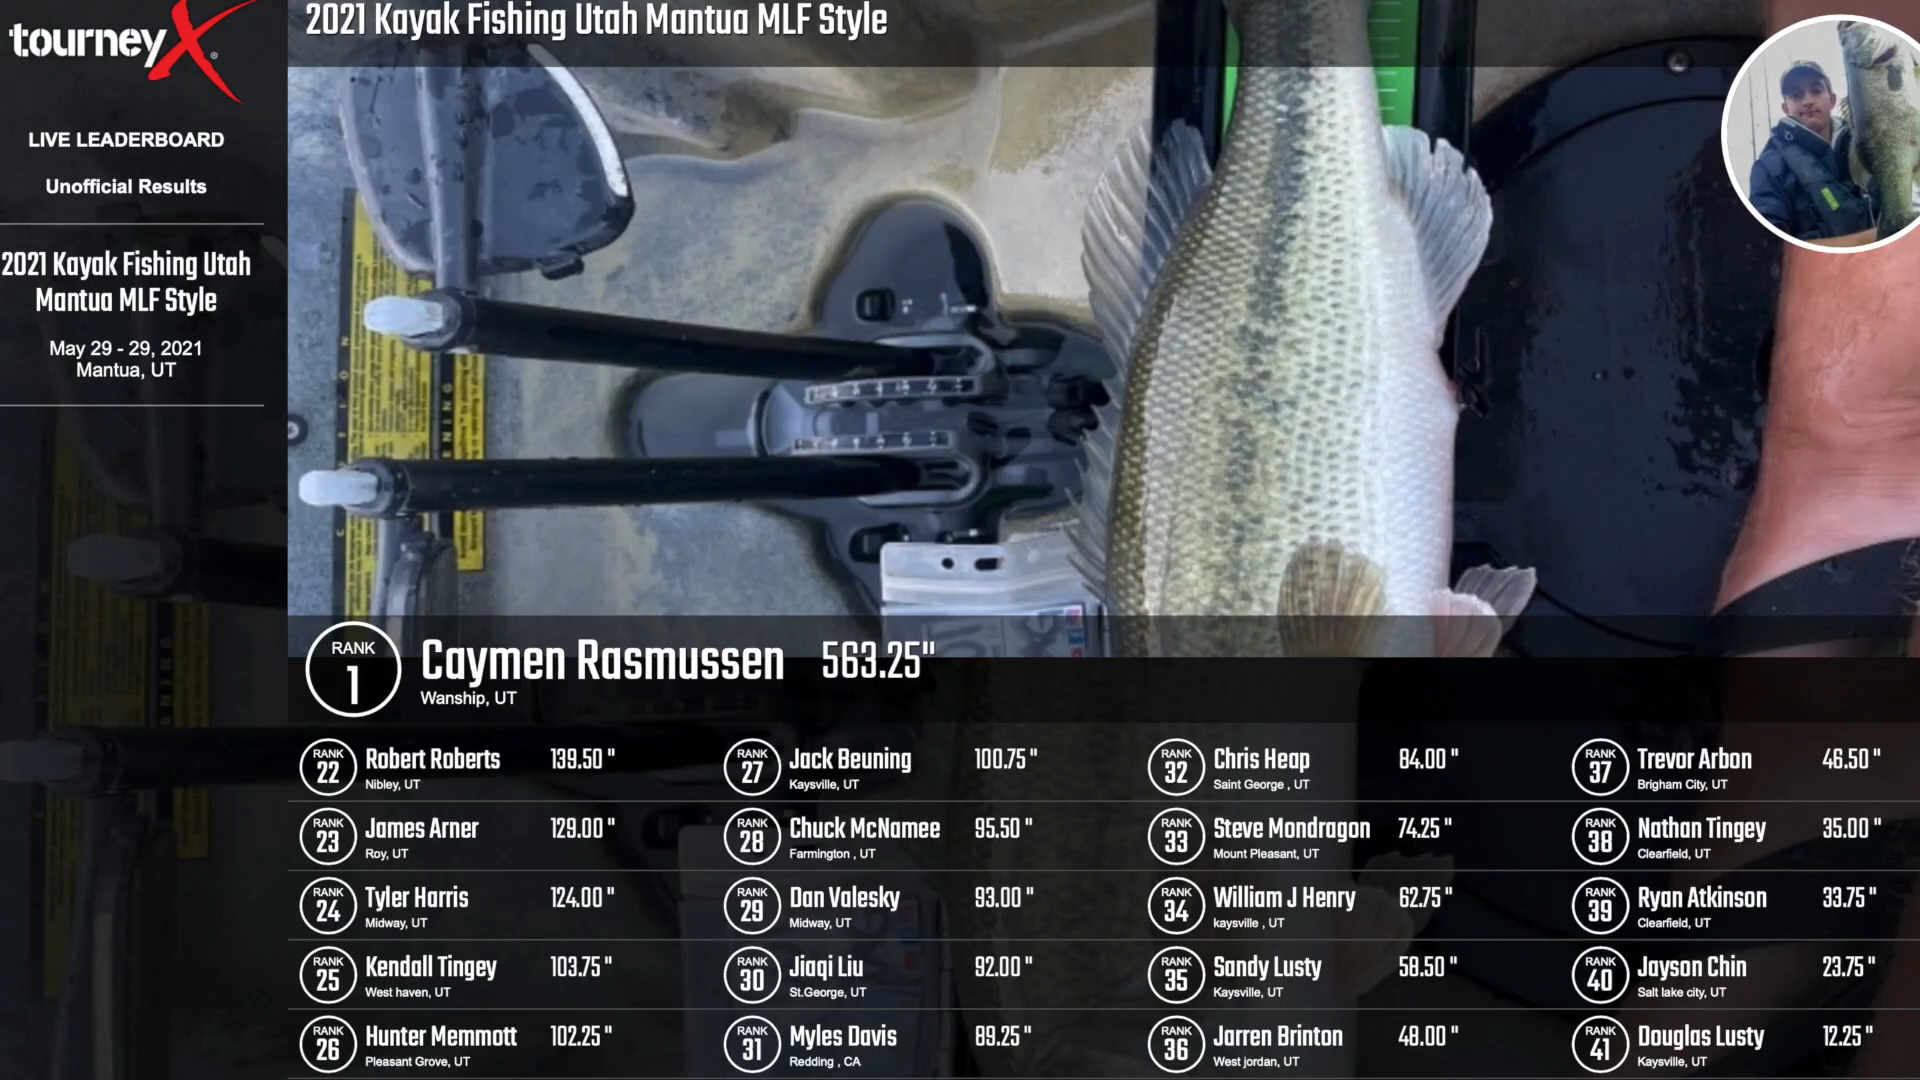 tourneyX
LIVE LEADERBOARD
Unofficial Results
2021 Kayak Fishing Utah
Mantua MLF Style
May 29 - 29, 2021
Mantua, UT
2021 Kayak Fishing Utah Mantua MLF Style
RANK 1 Caymen Rasmussen 563.25"
Wanship, UT
RANK 22 Robert Roberts 139.50 "
Nibley, UT
RANK 23 James Arner 129.00 "
Roy, UT
RANK 24 Tyler Harris 124.00 "
Midway, UT
RANK 25 Kendall Tingey 103.75 "
West haven, UT
RANK 26 Hunter Memmott 102.25 "
Pleasant Grove, UT
RANK 27 Jack Beuning 100.75 "
Kaysville, UT
RANK 28 Chuck McNamee 95.50 "
Farmington , UT
RANK 29 Dan Valesky 93.00 "
Midway, UT
RANK 30 Jiaqi Liu 92.00 "
St.George, UT
RANK 31 Myles Davis 89.25 "
Redding , CA
RANK 32 Chris Heap 84.00 "
Saint George , UT
RANK 33 Steve Mondragon 74.25 "
Mount Pleasant, UT
RANK 34 William J Henry 62.75 "
kaysville , UT
RANK 35 Sandy Lusty 58.50 "
Kaysville, UT
RANK 36 Jarren Brinton 48.00 "
West jordan, UT
RANK 37 Trevor Arbon 46.50 "
Brigham City, UT
RANK 38 Nathan Tingey 35.00 "
Clearfield, UT
RANK 39 Ryan Atkinson 33.75 "
Clearfield, UT
RANK 40 Jayson Chin 23.75 "
Salt lake city, UT
RANK 41 Douglas Lusty 12.25 "
Kaysville, UT